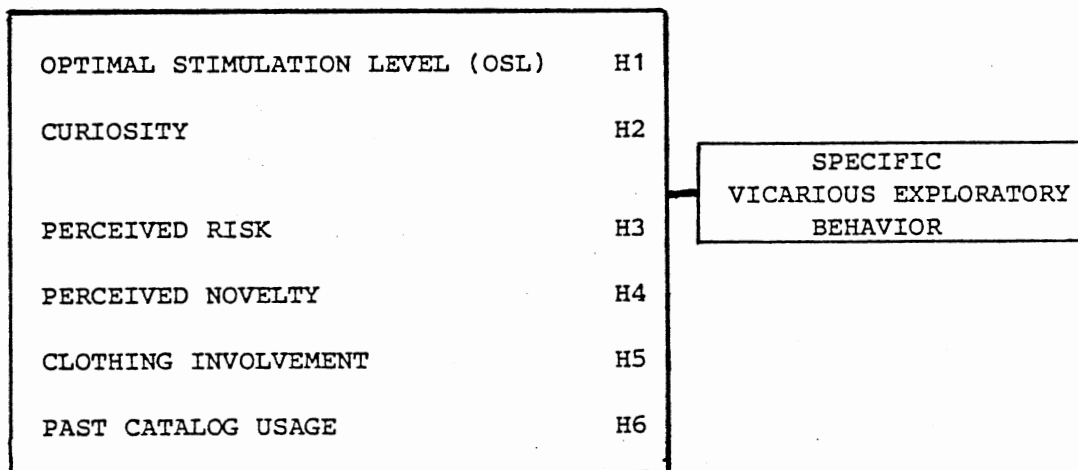 OPTIMAL STIMULATION LEVEL (OSL) H1
CURIOSITY H2
PERCEIVED RISK H3
PERCEIVED NOVELTY H4
CLOTHING INVOLVEMENT H5
PAST CATALOG USAGE H6
SPECIFIC
VICARIOUS EXPLORATORY
BEHAVIOR